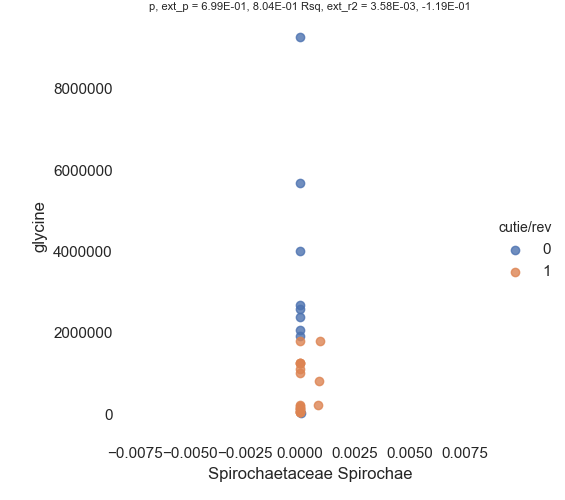 p, ext_p = 6.99E-01, 8.04E-01 Rsq, ext_r2 = 3.58E-03, -1.19E-01
8000000
6000000
4000000
2000000
0
glycine
cutie/rev
0
1
−0.0075 −0.0050 −0.0025 0.0000 0.0025 0.0050 0.0075
Spirochaetaceae Spirochae